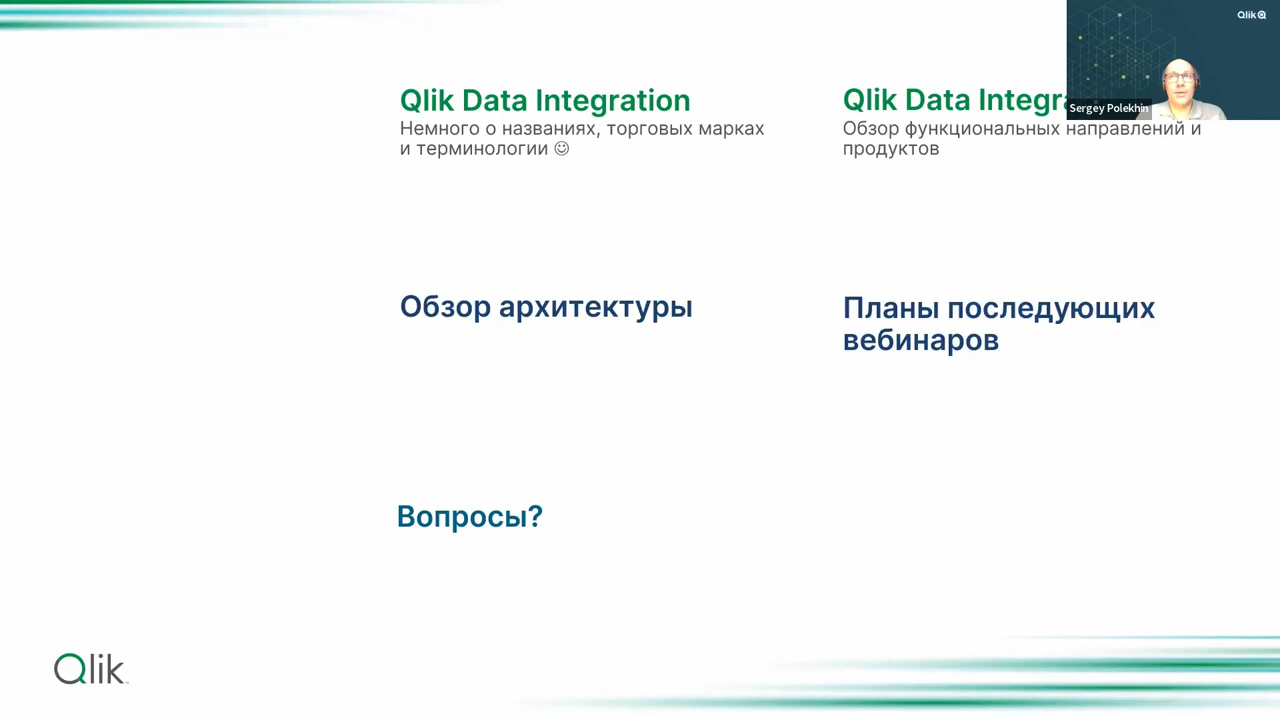 Qlik
Qlik Data Integration
Немного о названиях, торговых марках
и терминологии ☺
Qlik Data Integra
Sergey Polekhin
Обзор функциональных направлений и
продуктов
Обзор архитектуры
Планы последующих
вебинаров
Вопросы?
Qlik